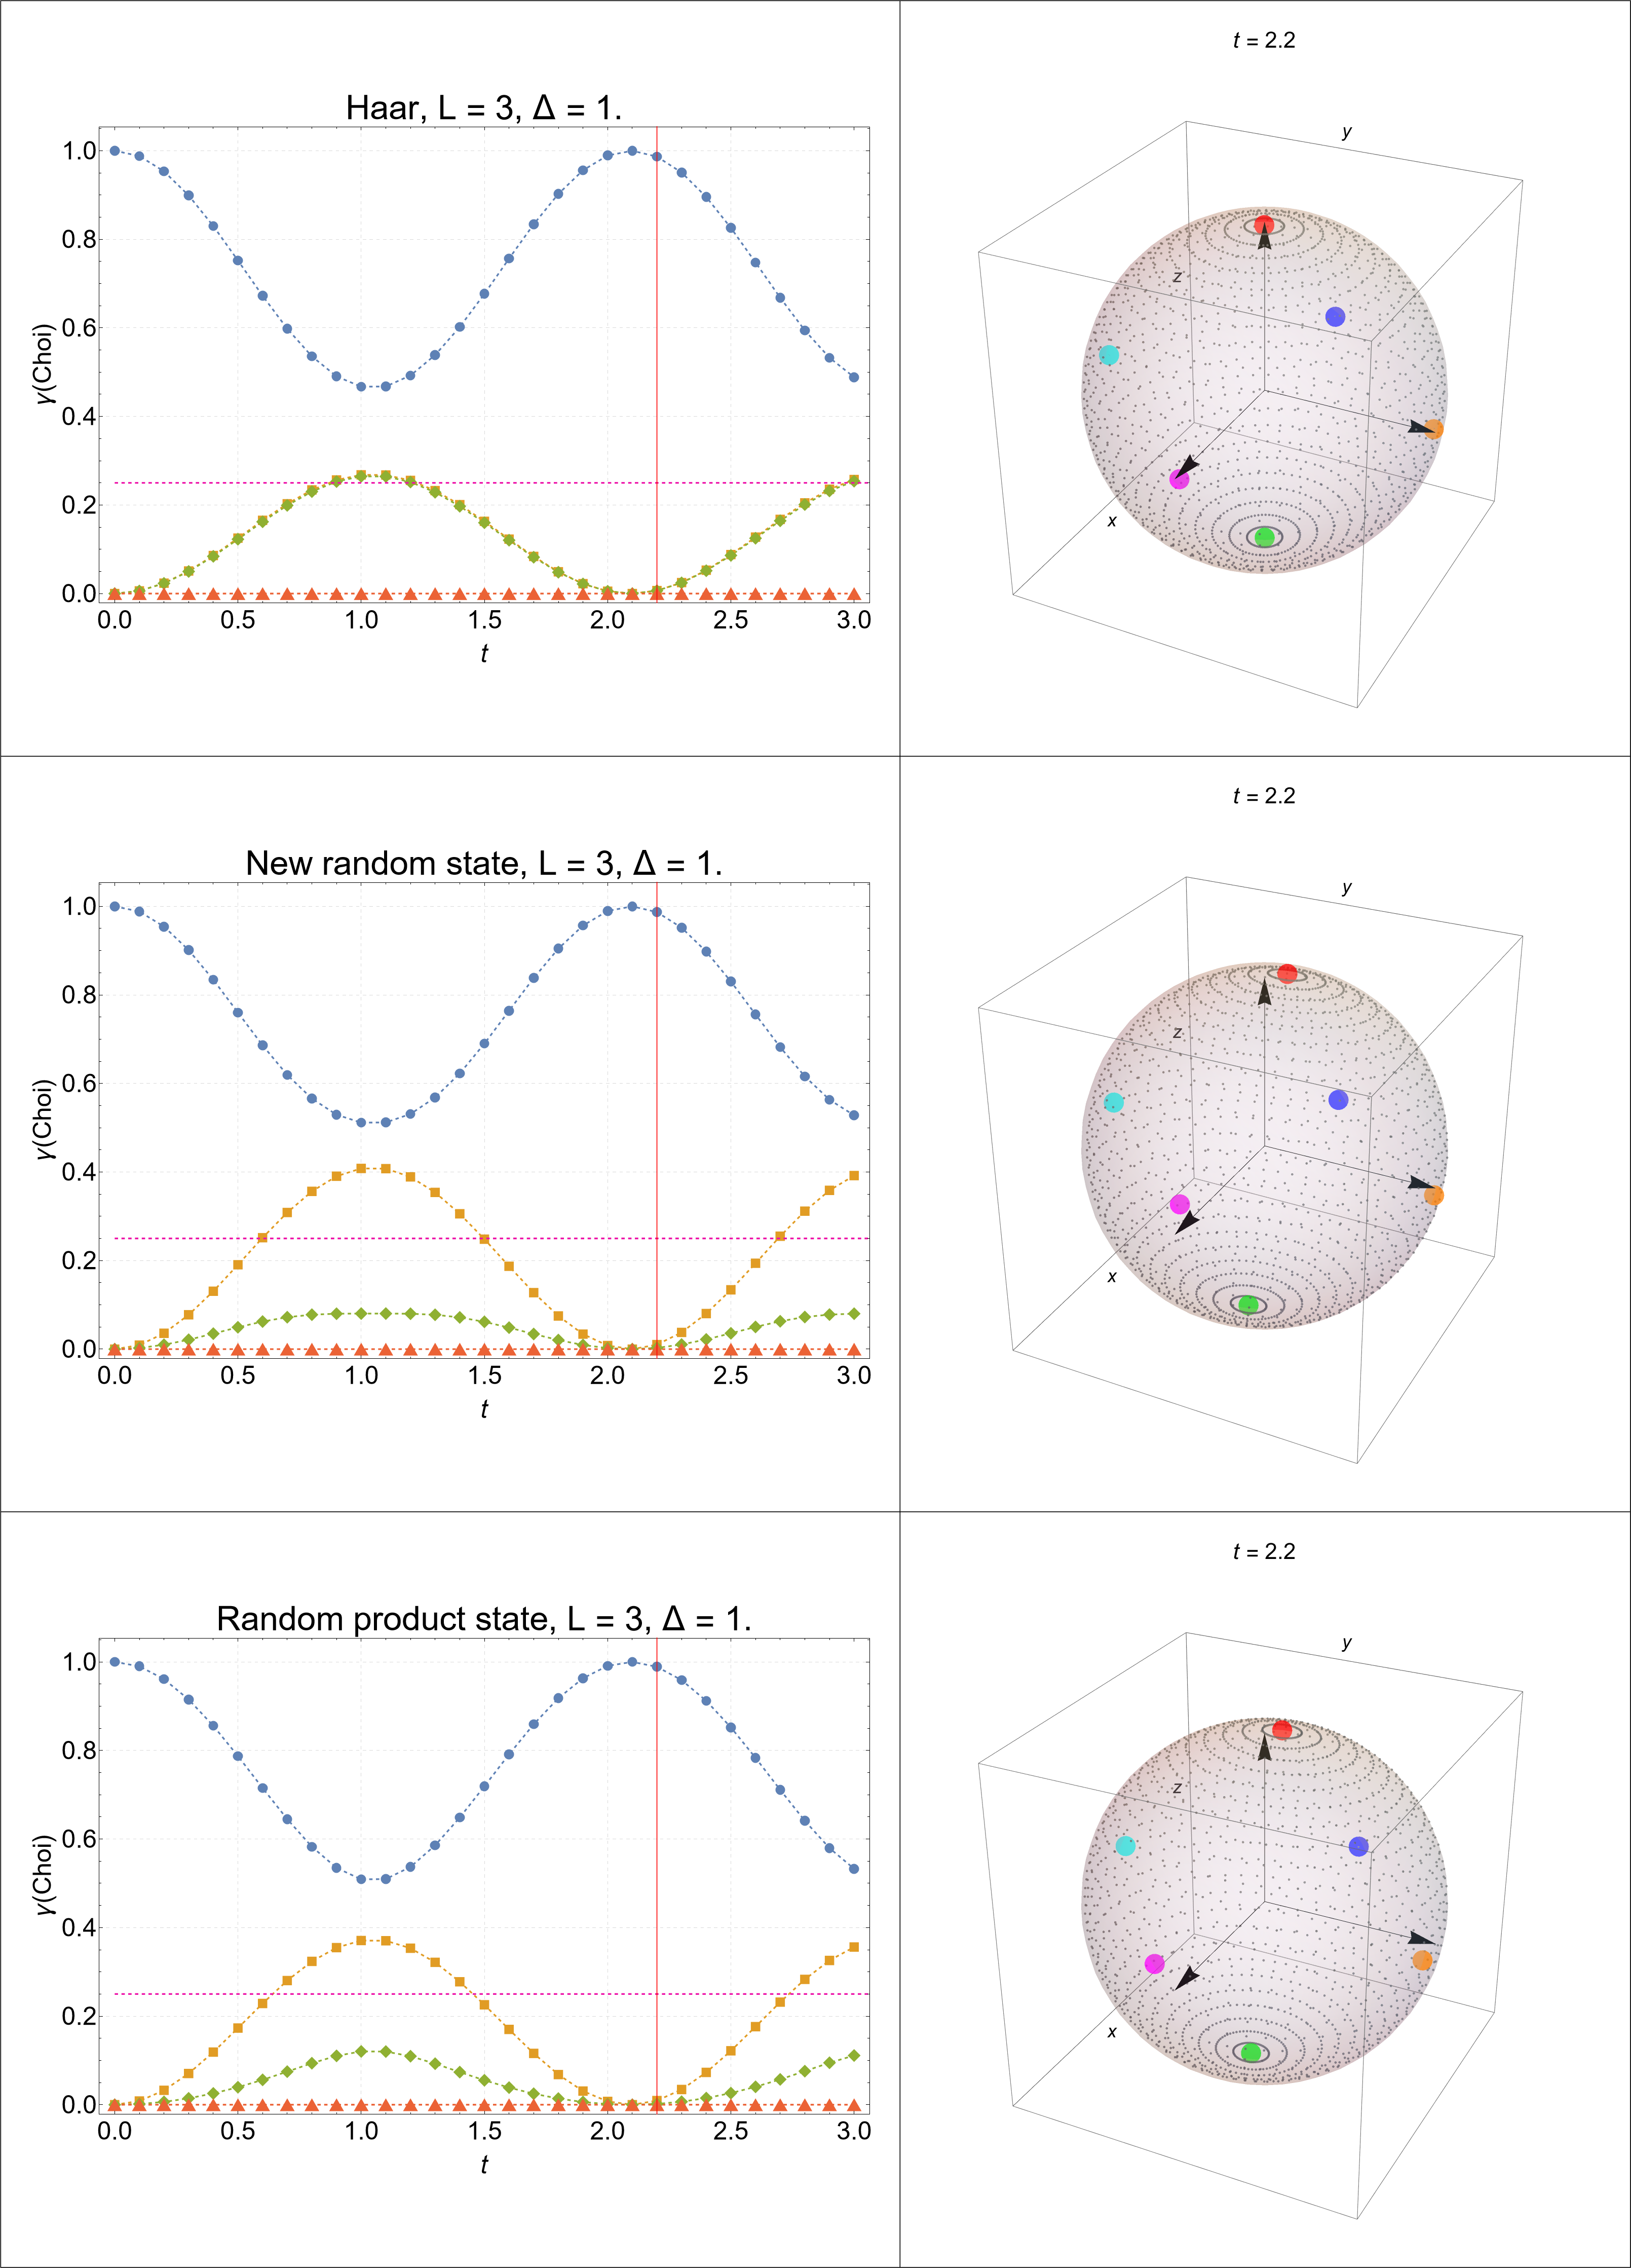 t = 2.2
Haar, L = 3, Δ = 1.
γ(Choi)
1.0
0.8
0.6
0.4
0.2
0.0
0.0 0.5 1.0 1.5 2.0 2.5 3.0
t
y
z
x
t = 2.2
New random state, L = 3, Δ = 1.
γ(Choi)
1.0
0.8
0.6
0.4
0.2
0.0
0.0 0.5 1.0 1.5 2.0 2.5 3.0
t
y
z
x
t = 2.2
Random product state, L = 3, Δ = 1.
γ(Choi)
1.0
0.8
0.6
0.4
0.2
0.0
0.0 0.5 1.0 1.5 2.0 2.5 3.0
t
y
z
x